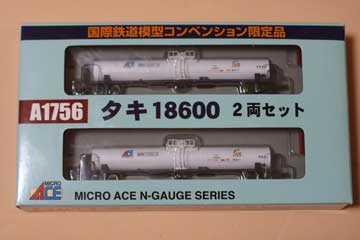 国際鉄道模型コンベンション限定品
A1756 タキ18600 2両セット
MICRO
ACE
MICRO ACE N-GAUGE SERIES